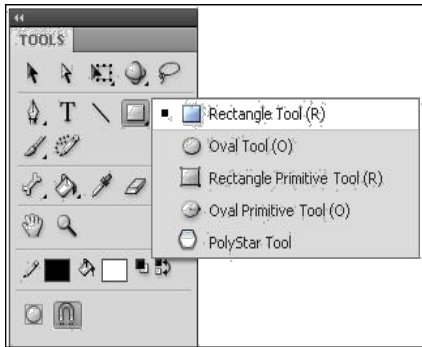 TOOLS
T
Rectangle Tool (R)
Oval Tool (O)
Rectangle Primitive Tool (R)
Oval Primitive Tool (O)
PolyStar Tool